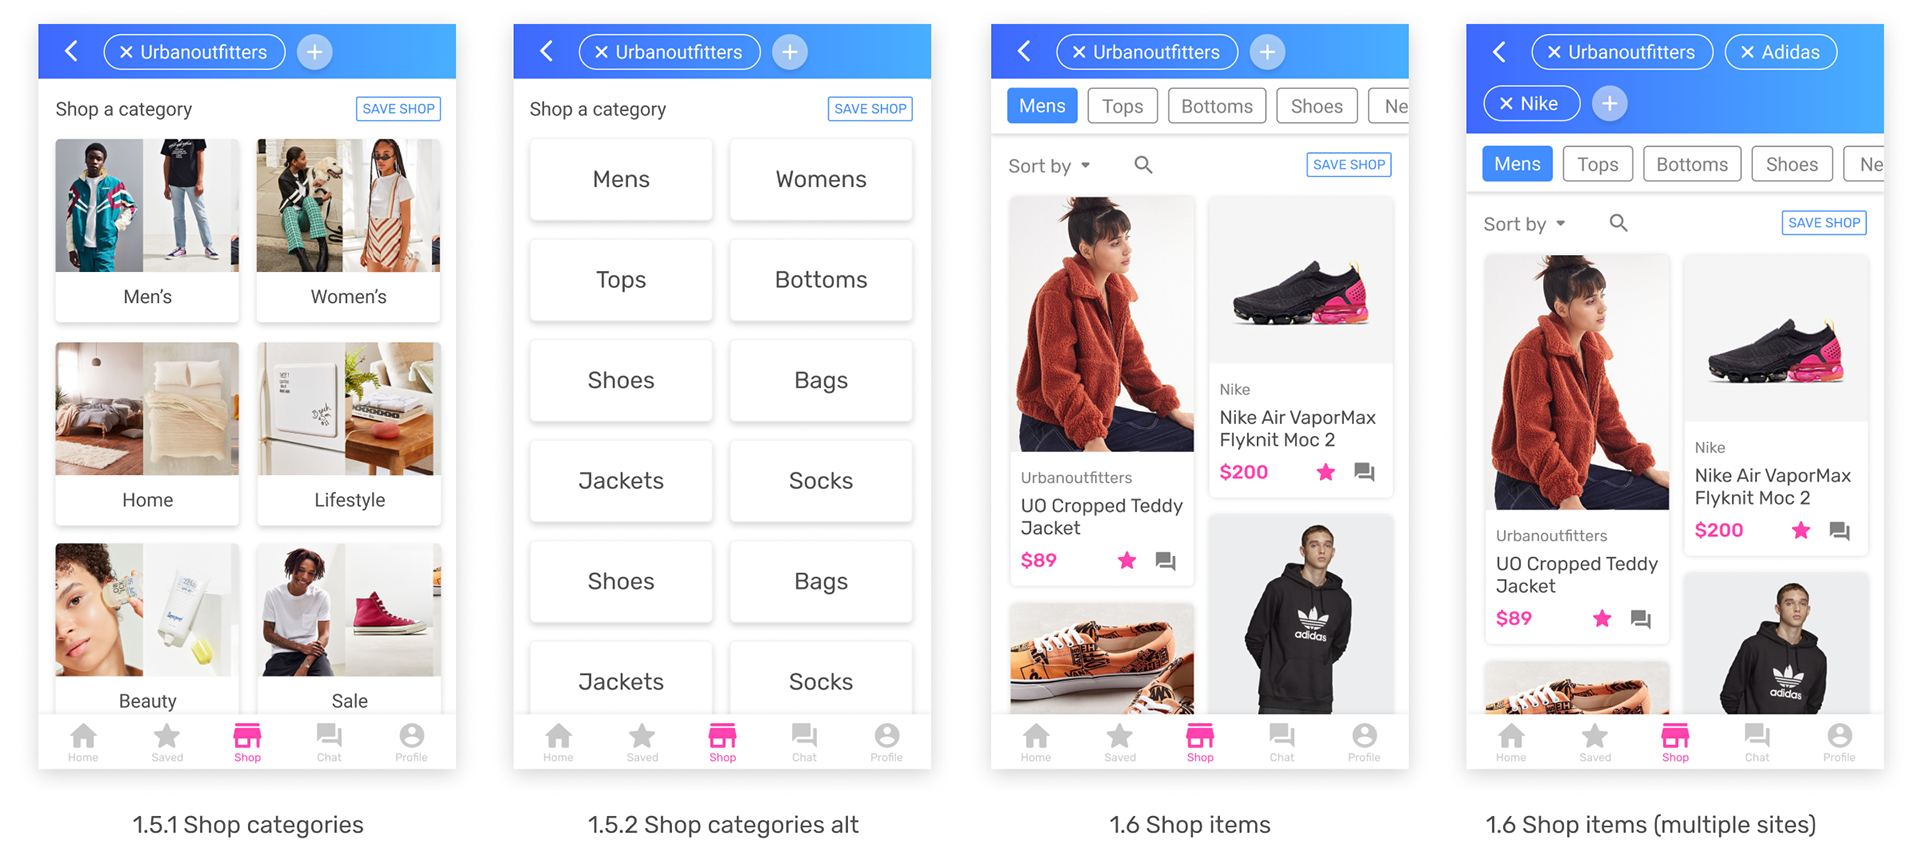 Urbanoutfitters
Shop a category
SAVE SHOP
Men's
Women's
Home
Lifestyle
Beauty
Sale
Home
Saved
Shop
Chat
Profile
1.5.1 Shop categories
Urbanoutfitters
Shop a category
SAVE SHOP
Mens
Womens
Tops
Bottoms
Shoes
Bags
Jackets
Socks
Shoes
Bags
Jackets
Socks
Home
Saved
Shop
Chat
Profile
1.5.2 Shop categories alt
Urbanoutfitters
Mens
Tops
Bottoms
Shoes
Ne
Sort by
SAVE SHOP
Urbanoutfitters
UO Cropped Teddy
Jacket
$89
Nike
Nike Air VaporMax
Flyknit Moc 2
$200
adidas
Home
Saved
Shop
Chat
Profile
1.6 Shop items
Urbanoutfitters
Adidas
Nike
Mens
Tops
Bottoms
Shoes
Ne
Sort by
SAVE SHOP
Urbanoutfitters
UO Cropped Teddy
Jacket
$89
Nike
Nike Air VaporMax
Flyknit Moc 2
$200
adidas
Home
Saved
Shop
Chat
Profile
1.6 Shop items (multiple sites)